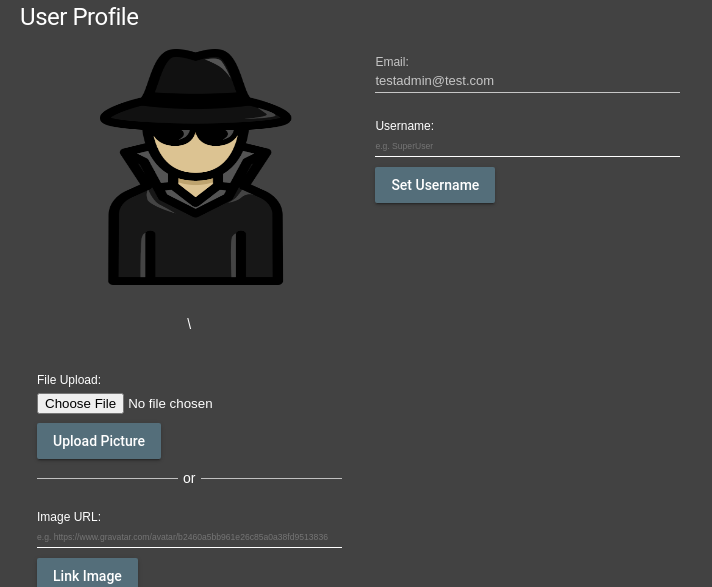 User Profile
Email:
testadmin@test.com
Username:
e.g. SuperUser
Set Username
\
File Upload:
Choose File No file chosen
Upload Picture
or
Image URL:
e.g. https://www.gravatar.com/avatar/b2460a5bb961e26c85a0a38fd9513836
Link Image